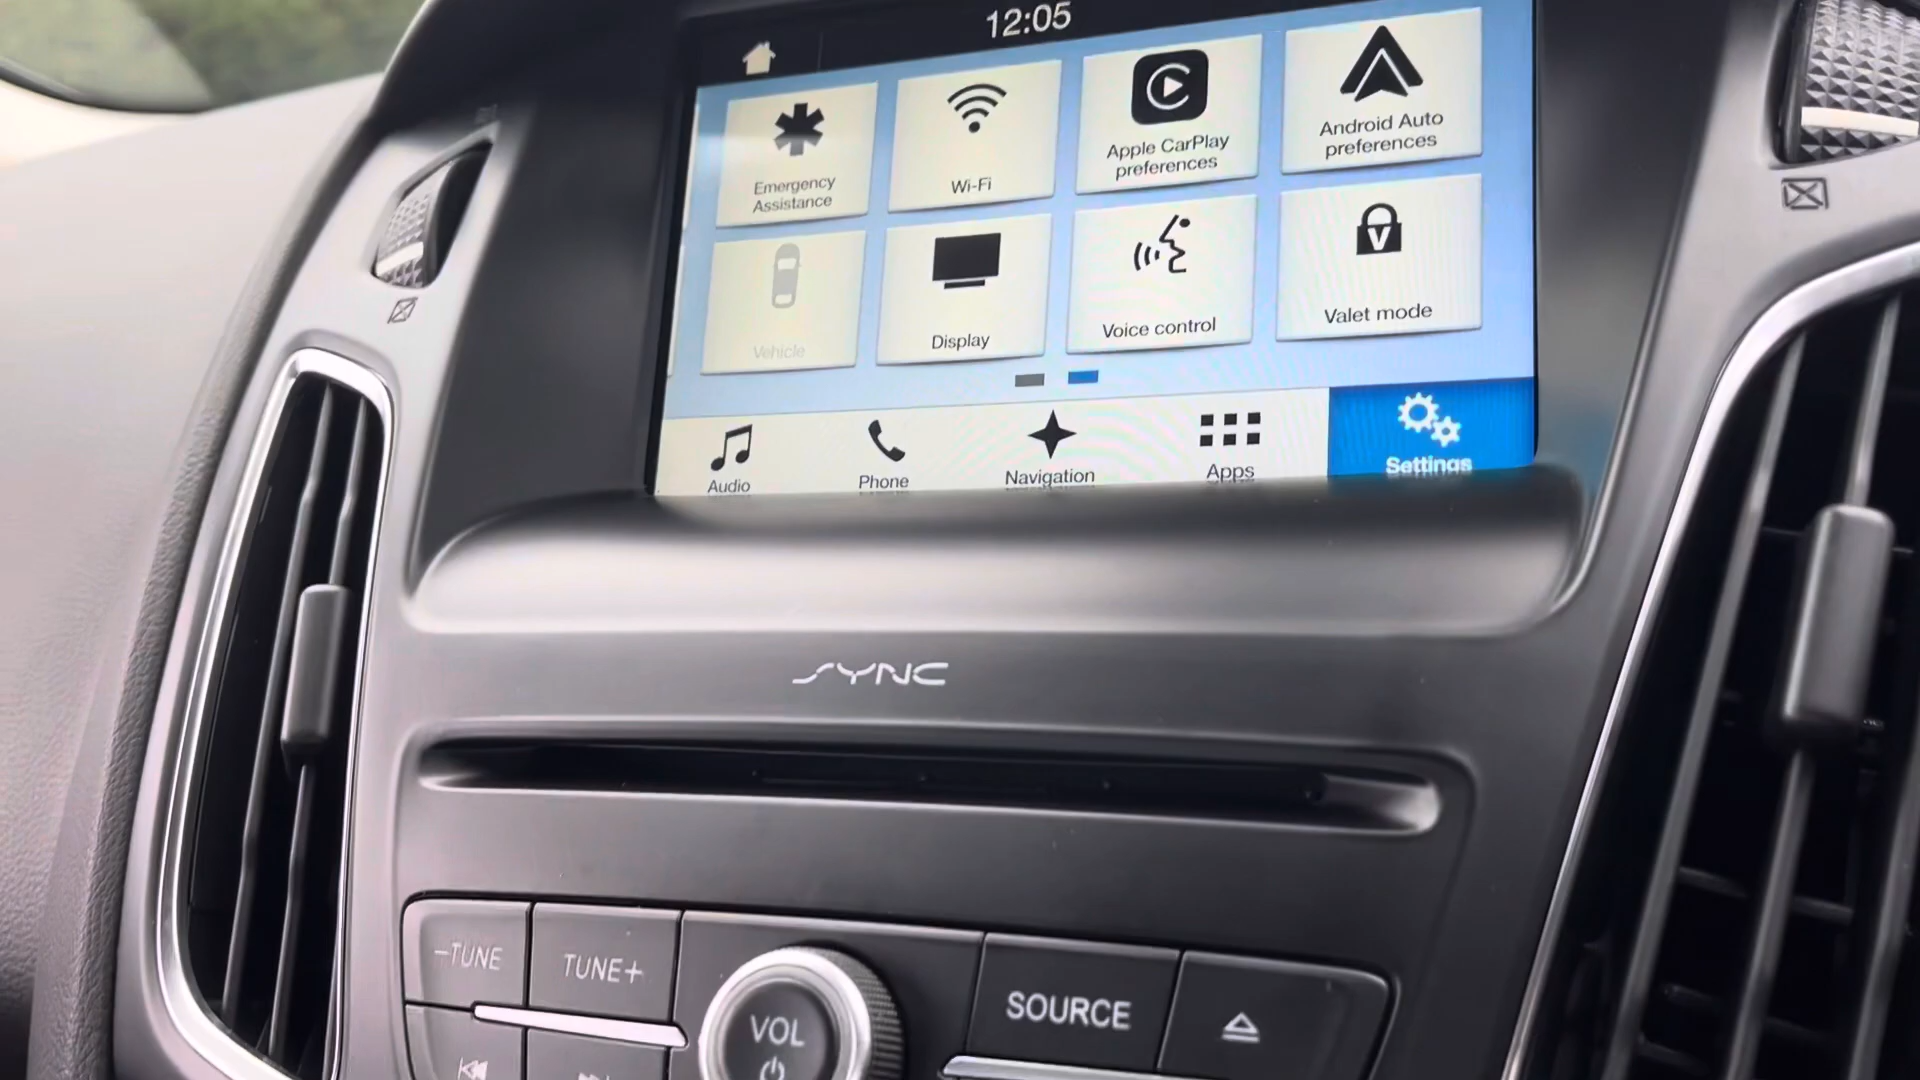 12:05
Emergency
Assistance
Wi-Fi
Apple CarPlay
preferences
Android Auto
preferences
Vehicle
Display
Voice control
V
Valet mode
Audio
Phone
Navigation
Apps
Settings
SYNC
-TUNE
TUNE+
VOL
SOURCE